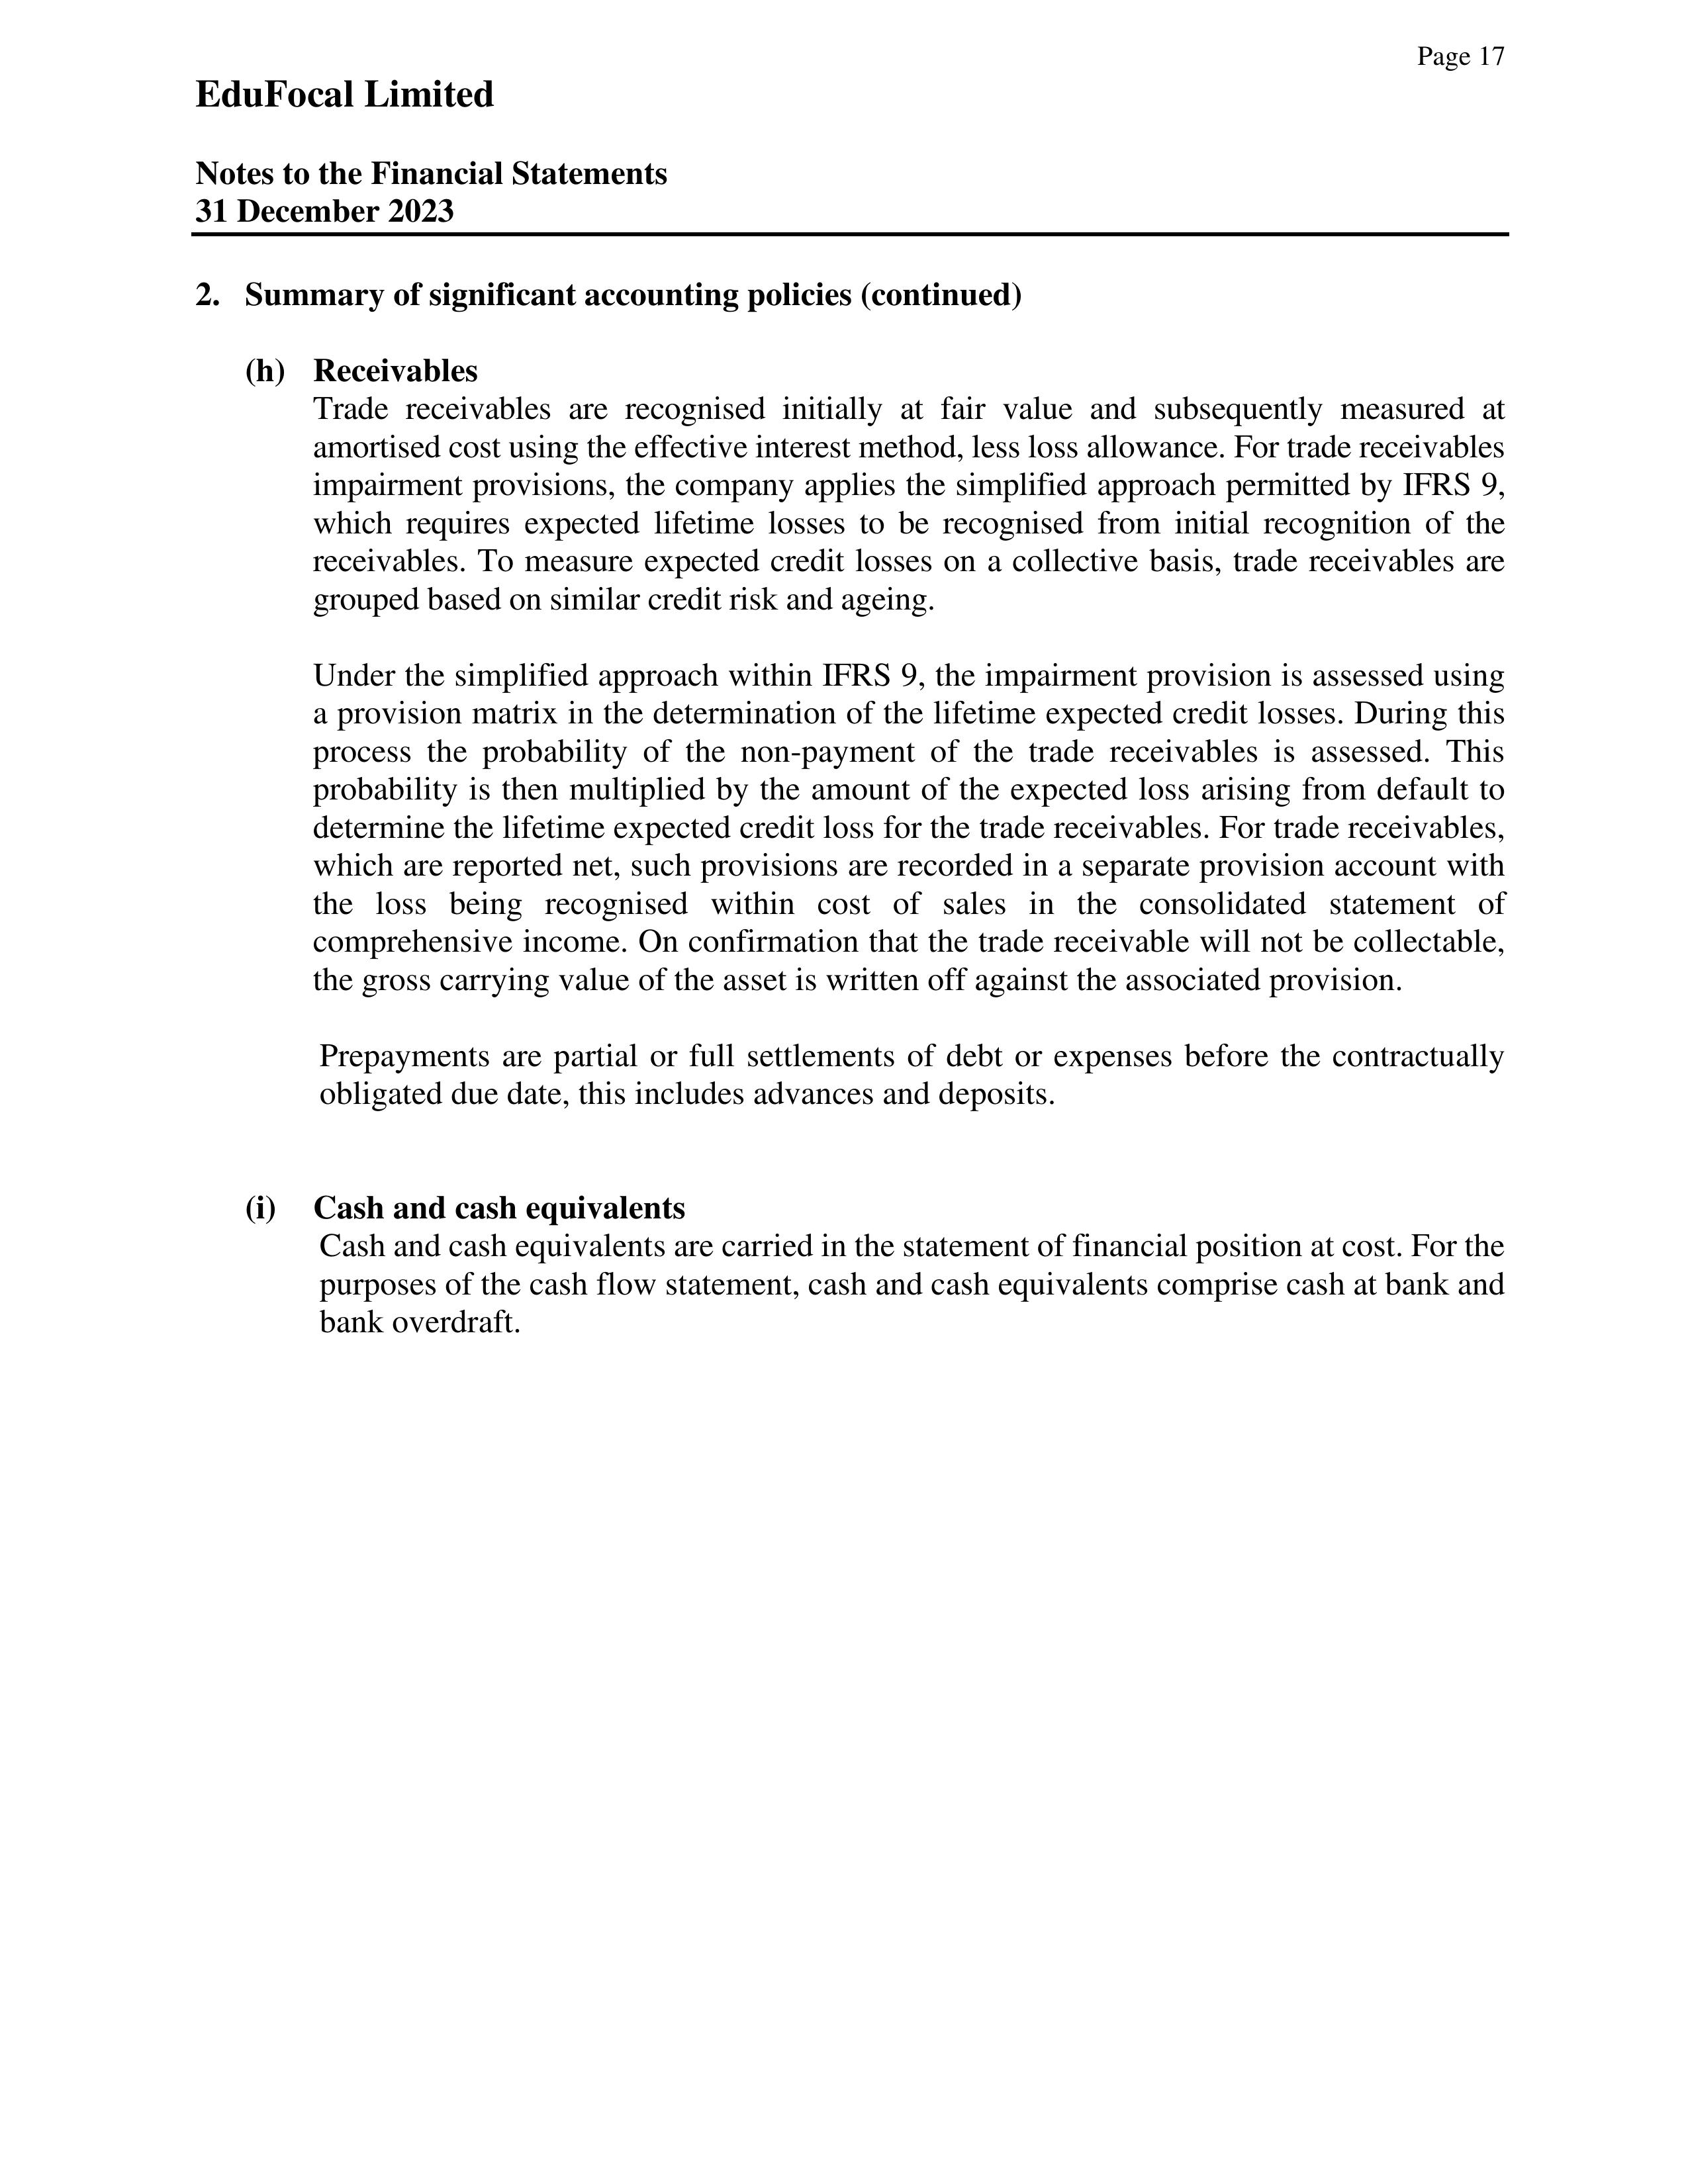 Page 17
EduFocal Limited
Notes to the Financial Statements
31 December 2023
2. Summary of significant accounting policies (continued)
(h) Receivables
Trade receivables are recognised initially at fair value and subsequently measured at
amortised cost using the effective interest method, less loss allowance. For trade receivables
impairment provisions, the company applies the simplified approach permitted by IFRS 9,
which requires expected lifetime losses to be recognised from initial recognition of the
receivables. To measure expected credit losses on a collective basis, trade receivables are
grouped based on similar credit risk and ageing.
Under the simplified approach within IFRS 9, the impairment provision is assessed using
a provision matrix in the determination of the lifetime expected credit losses. During this
process the probability of the non-payment of the trade receivables is assessed. This
probability is then multiplied by the amount of the expected loss arising from default to
determine the lifetime expected credit loss for the trade receivables. For trade receivables,
which are reported net, such provisions are recorded in a separate provision account with
the loss being recognised within cost of sales in the consolidated statement of
comprehensive income. On confirmation that the trade receivable will not be collectable,
the gross carrying value of the asset is written off against the associated provision.
Prepayments are partial or full settlements of debt or expenses before the contractually
obligated due date, this includes advances and deposits.
(i) Cash and cash equivalents
Cash and cash equivalents are carried in the statement of financial position at cost. For the
purposes of the cash flow statement, cash and cash equivalents comprise cash at bank and
bank overdraft.